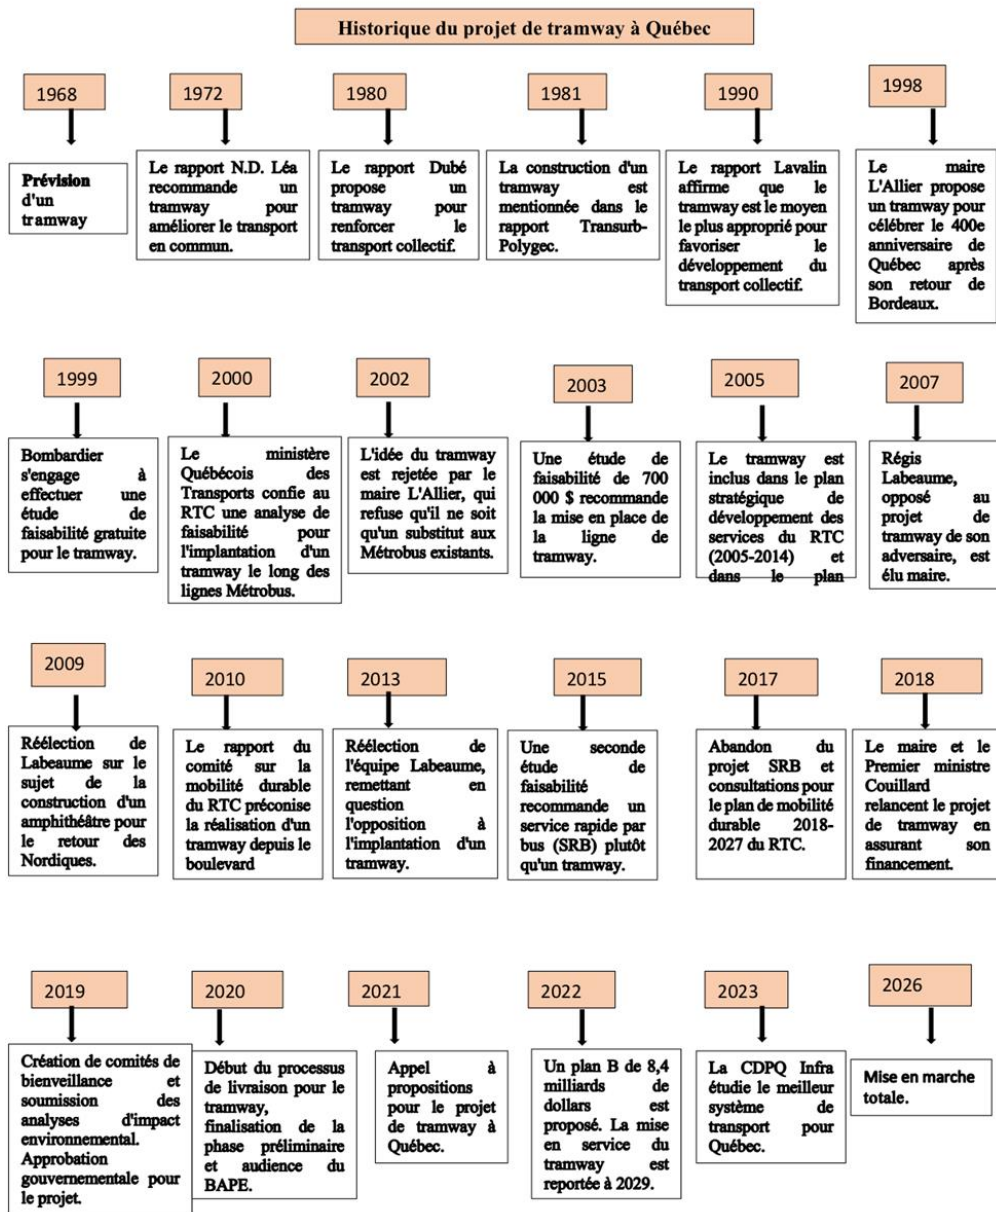 Historique du projet de tramway à Québec
1968
Prévision
d'un
tramway
1972
Le rapport N.D. Léa
recommande un
tramway pour
améliorer le transport
en commun.
1980
Le rapport Dubé
propose un
tramway pour
renforcer le
transport collectif.
1981
La construction d'un
tramway est
mentionnée dans le
rapport Transurb-
Polygec.
1990
Le rapport Lavalin
affirme que le
tramway est le moyen
le plus approprié pour
favoriser le
développement du
transport collectif.
1998
Le maire
L'Allier propose
un tramway pour
célébrer le 400e
anniversaire de
Québec après
son retour de
Bordeaux.
1999
Bombardier
s'engage à
effectuer une
étude de
faisabilité gratuite
pour le tramway.
2000
Le ministère
Québécois des
Transports confie au
RTC une analyse de
faisabilité pour
l'implantation d'un
tramway le long des
lignes Métrobus.
2002
L'idée du tramway
est rejetée par le
maire L'Allier, qui
refuse qu'il ne soit
qu'un substitut aux
Métrobus existants.
2003
Une étude de
faisabilité de 700
000 $ recommande
la mise en place de
la ligne de
tramway.
2005
Le tramway est
inclus dans le plan
stratégique de
développement des
services du RTC
(2005-2014) et
dans le plan
2007
Régis
Labeaume,
opposé au
projet de
tramway de son
adversaire, est
élu maire.
2009
Réélection de
Labeaume sur le
sujet de la
construction d'un
amphithéâtre pour
le retour des
Nordiques.
2010
Le rapport du
comité sur la
mobilité durable
du RTC préconise
la réalisation d'un
tramway depuis le
boulevard
2013
Réélection de
l'équipe Labeaume,
remettant en
question
l'opposition à
l'implantation d'un
tramway.
2015
Une seconde
étude de
faisabilité
recommande un
service rapide par
bus (SRB) plutôt
qu'un tramway.
2017
Abandon du
projet SRB et
consultations pour
le plan de mobilité
durable 2018-
2027 du RTC.
2018
Le maire et le
Premier ministre
Couillard
relancent le projet
de tramway en
assurant son
financement.
2019
Création de comités de
bienveillance et
soumission des
analyses d'impact
environnemental.
Approbation
gouvernementale pour
le projet.
2020
Début du processus
de livraison pour le
tramway,
finalisation de la
phase préliminaire
et audience du
BAPE.
2021
Appel à
propositions
pour le projet
de tramway à
Québec.
2022
Un plan B de 8,4
milliards de
dollars est
proposé. La mise
en service du
tramway est
reportée à 2029.
2023
La CDPQ Infra
étudie le meilleur
système de
transport pour
Québec.
2026
Mise en marche
totale.